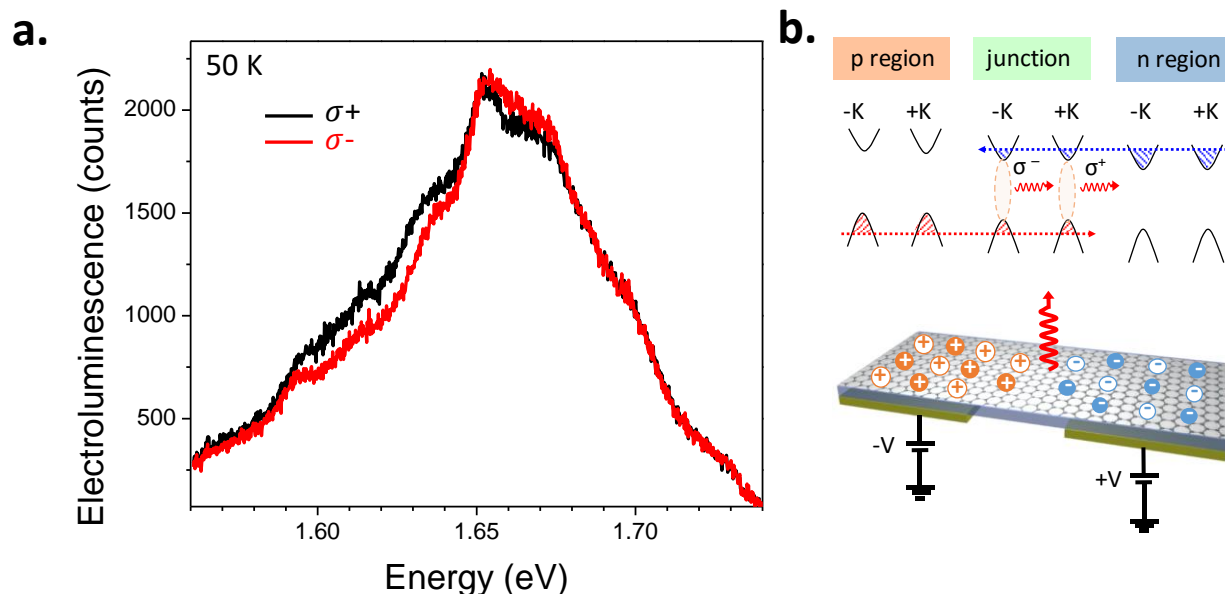 a.
50 K
σ+
σ-
2000
1500
1000
500
1.60
1.65
1.70
Electroluminescence (counts)
Energy (eV)
b.
p region
junction
n region
-K
+K
-K
+K
-K
+K
σ⁻
σ⁺
-V
+V